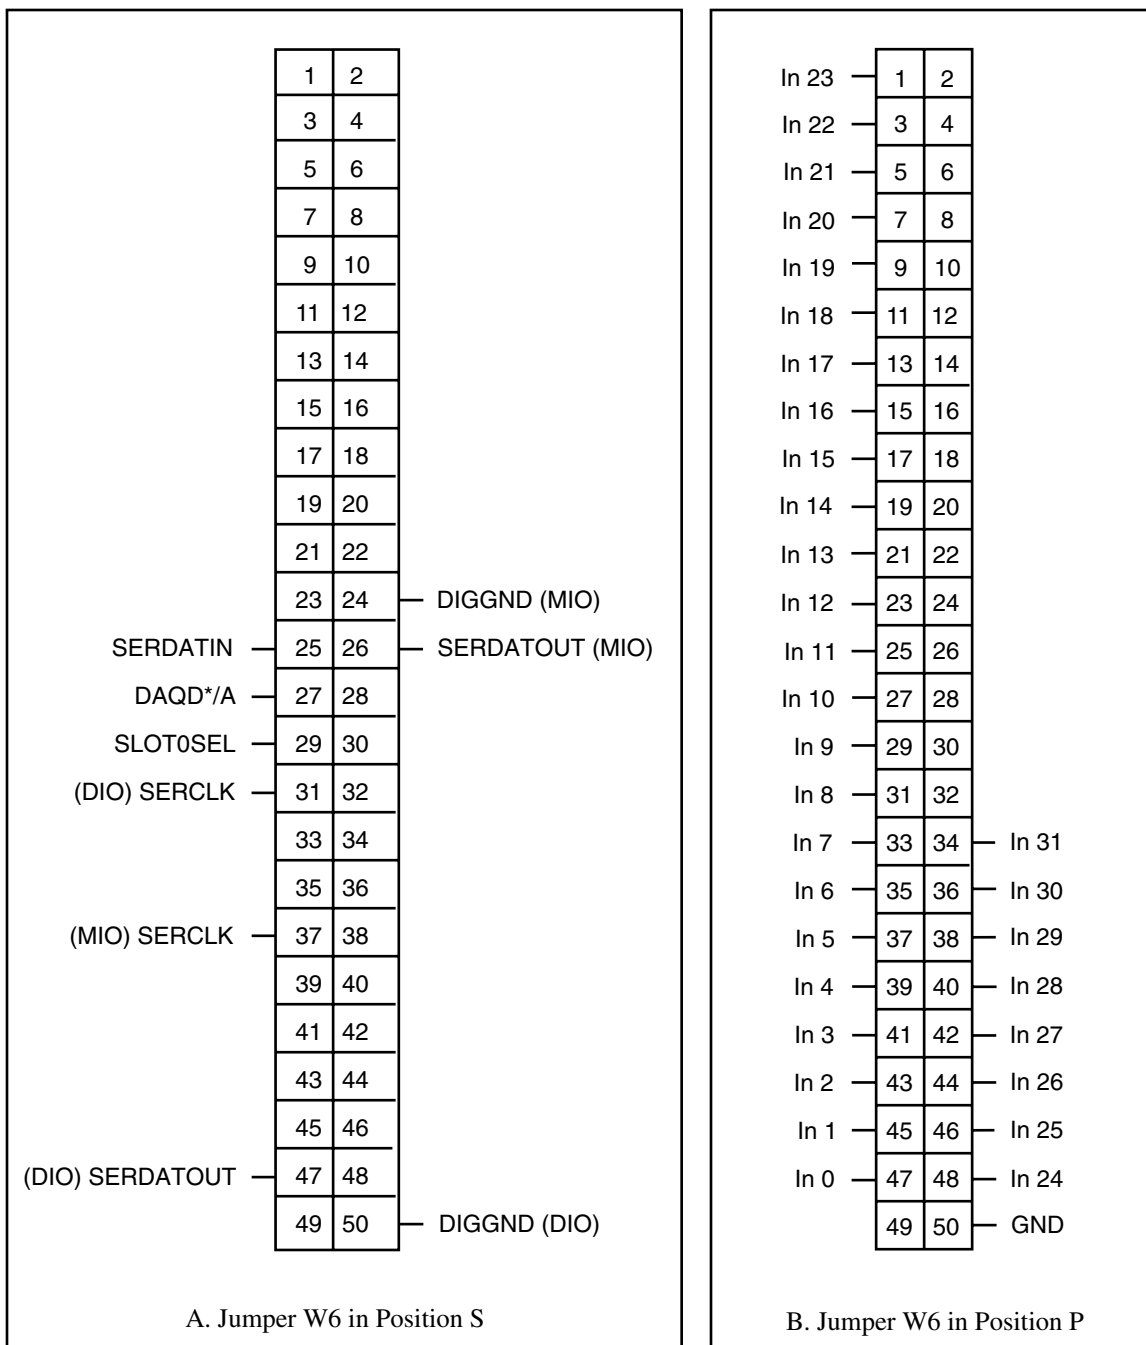 1 2
3 4
5 6
7 8
9 10
11 12
13 14
15 16
17 18
19 20
21 22
23 24 DIGGND (MIO)
SERDATIN 25 26 SERDATOUT (MIO)
DAQD*/A 27 28
SLOT0SEL 29 30
(DIO) SERCLK 31 32
33 34
35 36
(MIO) SERCLK 37 38
39 40
41 42
43 44
45 46
(DIO) SERDATOUT 47 48
49 50 DIGGND (DIO)
A. Jumper W6 in Position S
In 23 1 2
In 22 3 4
In 21 5 6
In 20 7 8
In 19 9 10
In 18 11 12
In 17 13 14
In 16 15 16
In 15 17 18
In 14 19 20
In 13 21 22
In 12 23 24
In 11 25 26
In 10 27 28
In 9 29 30
In 8 31 32
In 7 33 34 In 31
In 6 35 36 In 30
In 5 37 38 In 29
In 4 39 40 In 28
In 3 41 42 In 27
In 2 43 44 In 26
In 1 45 46 In 25
In 0 47 48 In 24
49 50 GND
B. Jumper W6 in Position P